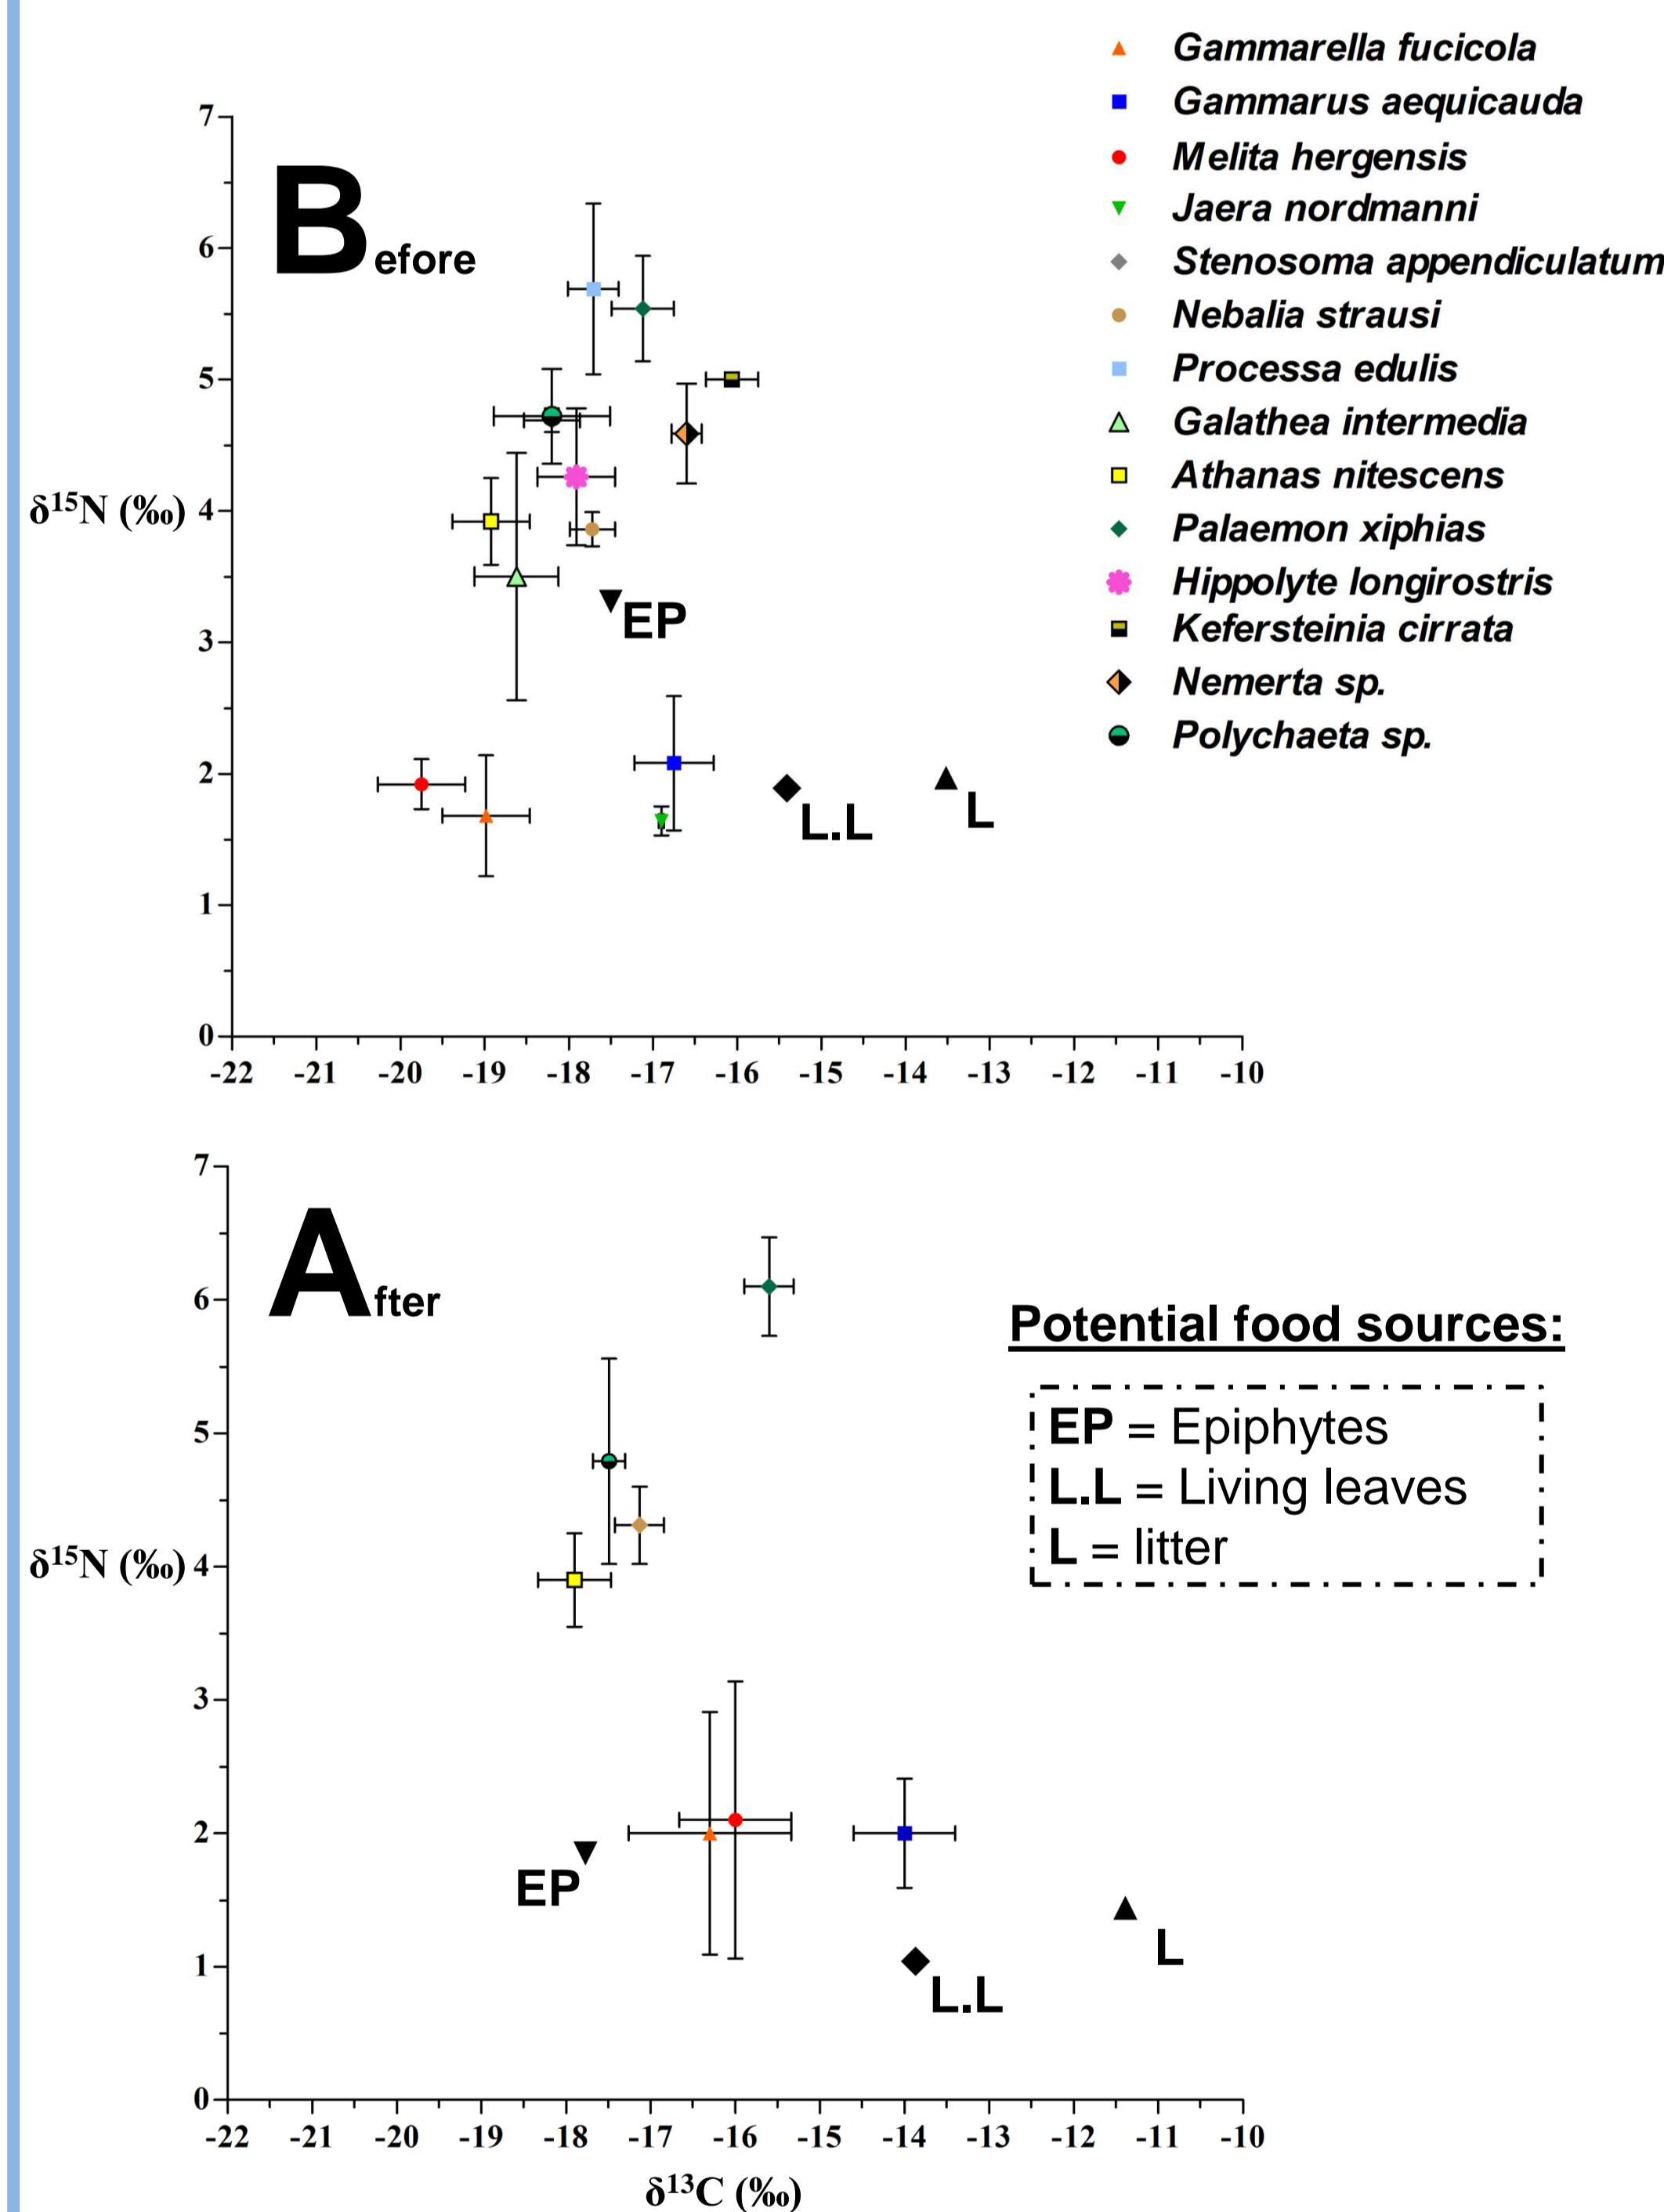 Gammarella fucicola
Gammarus aequicauda
Melita hergensis
Jaera nordmanni
Stenosoma appendiculatum
Nebalia strausi
Processa edulis
Galathea intermedia
Athanas nitescens
Palaemon xiphias
Hippolyte longirostris
Kefersteinia cirrata
Nemerta sp.
Polychaeta sp.
Before
7
6
5
δ¹⁵N (‰) 4
3
2
1
0
EP
L.L
L
-22 -21 -20 -19 -18 -17 -16 -15 -14 -13 -12 -11 -10
After
7
6
5
δ¹⁵N (‰) 4
3
2
1
0
Potential food sources:
EP = Epiphytes
L.L = Living leaves
L = litter
EP
L
L.L
-22 -21 -20 -19 -18 -17 -16 -15 -14 -13 -12 -11 -10
δ¹³C (‰)